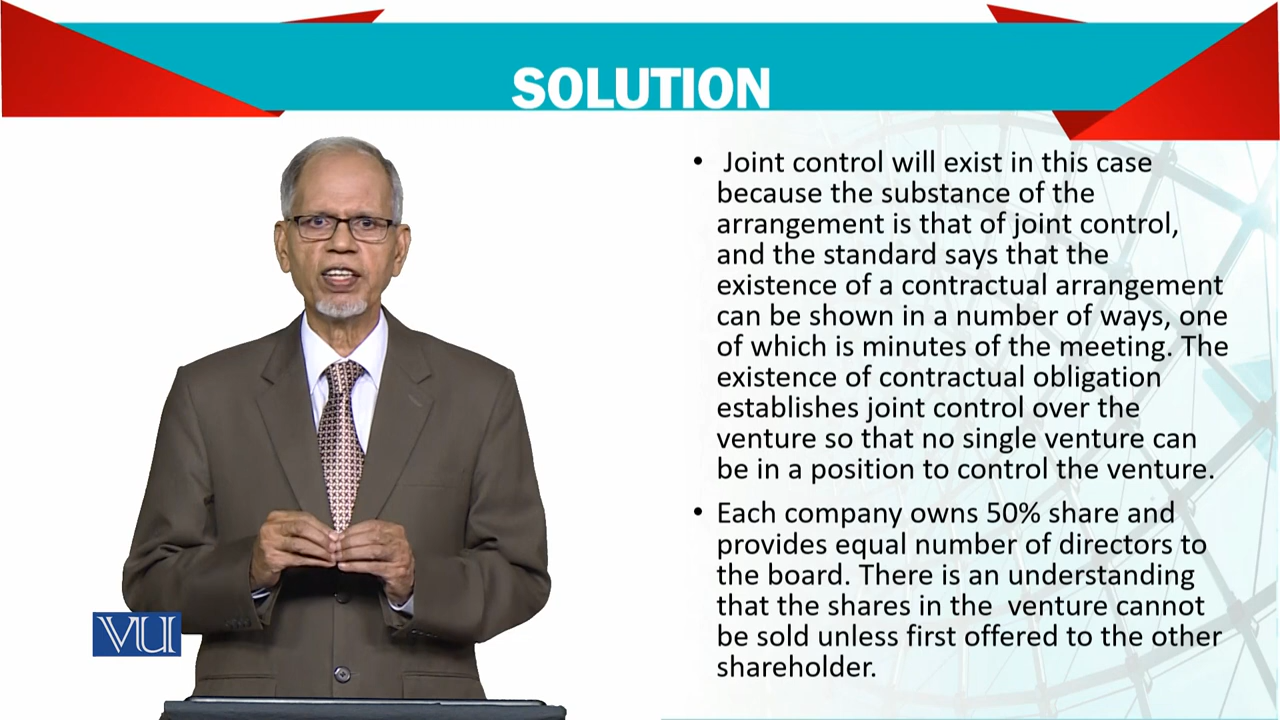 SOLUTION
• Joint control will exist in this case
because the substance of the
arrangement is that of joint control,
and the standard says that the
existence of a contractual arrangement
can be shown in a number of ways, one
of which is minutes of the meeting. The
existence of contractual obligation
establishes joint control over the
venture so that no single venture can
be in a position to control the venture.
• Each company owns 50% share and
provides equal number of directors to
the board. There is an understanding
that the shares in the venture cannot
be sold unless first offered to the other
shareholder.
VU